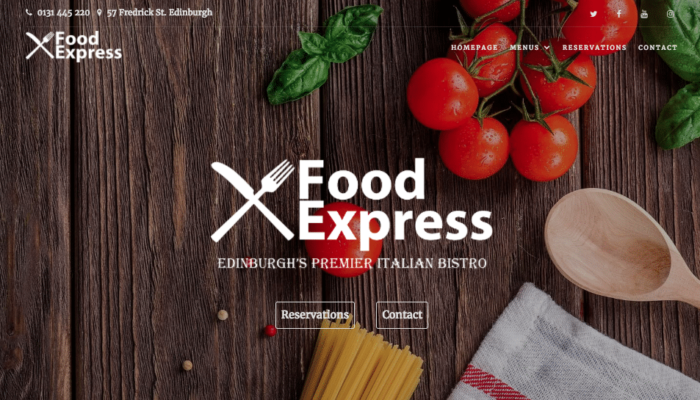 0131 445 220 57 Fredrick St. Edinburgh
Food
Express
HOMEPAGE MENUS RESERVATIONS CONTACT
Food
Express
EDINBURGH'S PREMIER ITALIAN BISTRO
Reservations Contact